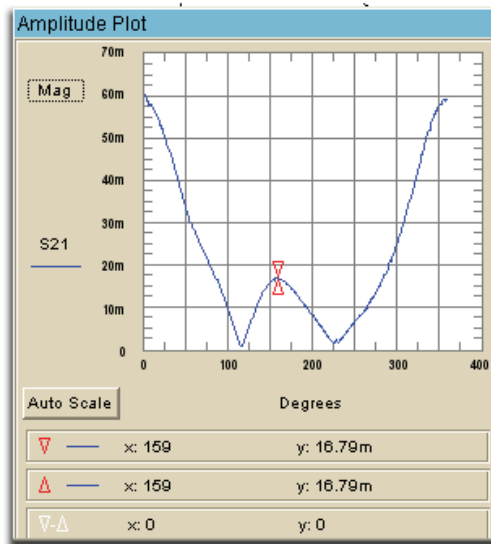 Amplitude Plot
70m
Mag
60m
50m
40m
30m
S21
20m
10m
0
0 100 200 300 400
Auto Scale Degrees
∇ x: 159 y: 16.79m
Δ x: 159 y: 16.79m
∇-Δ x: 0 y: 0